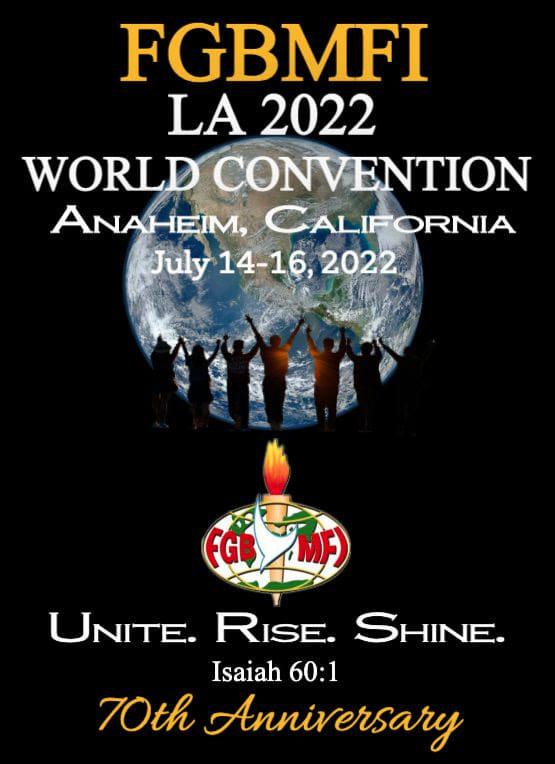 FGBMFI
LA 2022
WORLD CONVENTION
ANAHEIM, CALIFORNIA
July 14-16, 2022
FGB MFI
UNITE. RISE. SHINE.
Isaiah 60:1
70th Anniversary